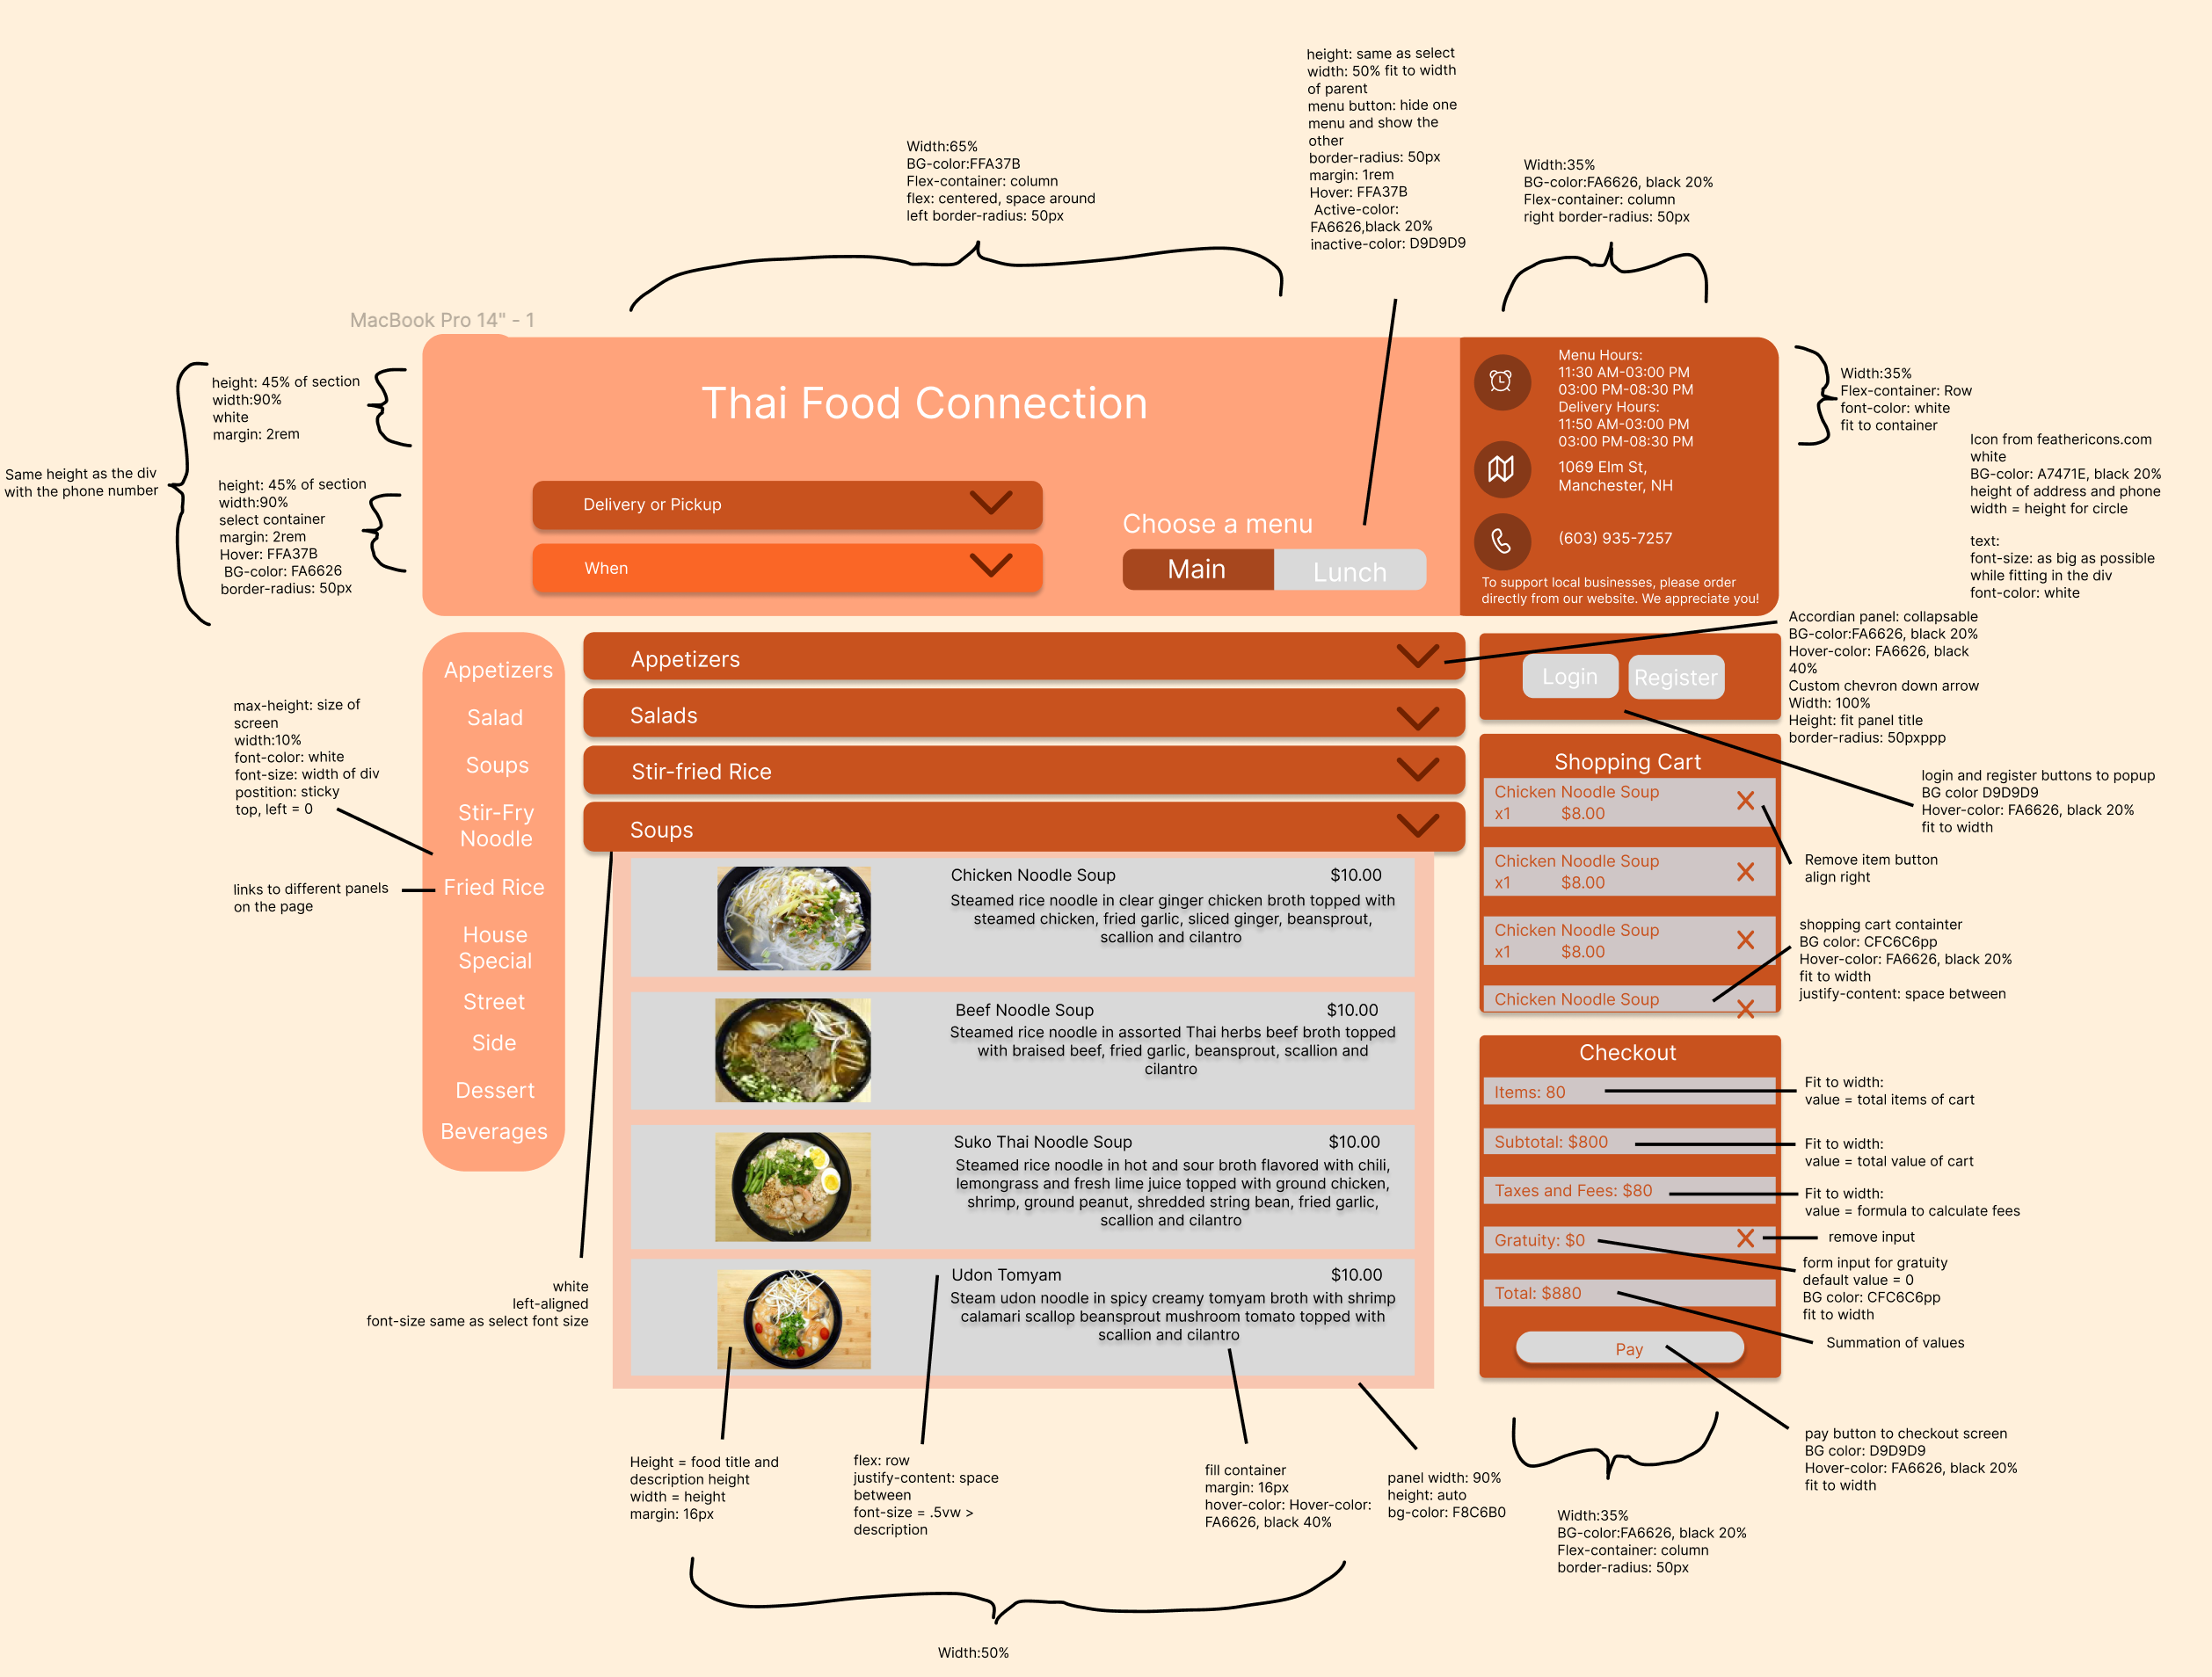 height: same as select
width: 50% fit to width
of parent
menu button: hide one
menu and show the
other
border-radius: 50px
margin: 1rem
Hover: FFA37B
Active-color:
FA6626,black 20%
inactive-color: D9D9D9
Width:65%
BG-color:FFA37B
Flex-container: column
flex: centered, space around
left border-radius: 50px
Width:35%
BG-color:FA6626, black 20%
Flex-container: column
right border-radius: 50px
MacBook Pro 14" - 1
Same height as the div
with the phone number
height: 45% of section
width:90%
white
margin: 2rem
height: 45% of section
width:90%
select container
margin: 2rem
Hover: FFA37B
BG-color: FA6626
border-radius: 50px
Thai Food Connection
Delivery or Pickup
When
Choose a menu
Main
Lunch
Menu Hours:
11:30 AM-03:00 PM
03:00 PM-08:30 PM
Delivery Hours:
11:50 AM-03:00 PM
03:00 PM-08:30 PM
1069 Elm St,
Manchester, NH
(603) 935-7257
To support local businesses, please order
directly from our website. We appreciate you!
Width:35%
Flex-container: Row
font-color: white
fit to container
Icon from feathericons.com
white
BG-color: A7471E, black 20%
height of address and phone
width = height for circle
text:
font-size: as big as possible
while fitting in the div
font-color: white
Accordian panel: collapsable
BG-color:FA6626, black 20%
Hover-color: FA6626, black
40%
Custom chevron down arrow
Width: 100%
Height: fit panel title
border-radius: 50pxppp
max-height: size of
screen
width:10%
font-color: white
font-size: width of div
postition: sticky
top, left = 0
links to different panels
on the page
Appetizers
Salad
Soups
Stir-Fry
Noodle
Fried Rice
House
Special
Street
Side
Dessert
Beverages
Appetizers
Salads
Stir-fried Rice
Soups
Chicken Noodle Soup $10.00
Steamed rice noodle in clear ginger chicken broth topped with
steamed chicken, fried garlic, sliced ginger, beansprout,
scallion and cilantro
Beef Noodle Soup $10.00
Steamed rice noodle in assorted Thai herbs beef broth topped
with braised beef, fried garlic, beansprout, scallion and
cilantro
Suko Thai Noodle Soup $10.00
Steamed rice noodle in hot and sour broth flavored with chili,
lemongrass and fresh lime juice topped with ground chicken,
shrimp, ground peanut, shredded string bean, fried garlic,
scallion and cilantro
Udon Tomyam $10.00
Steam udon noodle in spicy creamy tomyam broth with shrimp
calamari scallop beansprout mushroom tomato topped with
scallion and cilantro
Login
Register
Shopping Cart
Chicken Noodle Soup
x1 $8.00
Chicken Noodle Soup
x1 $8.00
Chicken Noodle Soup
x1 $8.00
Chicken Noodle Soup
Checkout
Items: 80
Subtotal: $800
Taxes and Fees: $80
Gratuity: $0
Total: $880
Pay
login and register buttons to popup
BG color D9D9D9
Hover-color: FA6626, black 20%
fit to width
Remove item button
align right
shopping cart containter
BG color: CFC6C6pp
Hover-color: FA6626, black 20%
fit to width
justify-content: space between
Fit to width:
value = total items of cart
Fit to width:
value = total value of cart
Fit to width:
value = formula to calculate fees
remove input
form input for gratuity
default value = 0
BG color: CFC6C6pp
fit to width
Summation of values
pay button to checkout screen
BG color: D9D9D9
Hover-color: FA6626, black 20%
fit to width
white
left-aligned
font-size same as select font size
Height = food title and
description height
width = height
margin: 16px
flex: row
justify-content: space
between
font-size = .5vw >
description
fill container
margin: 16px
hover-color: Hover-color:
FA6626, black 40%
panel width: 90%
height: auto
bg-color: F8C6B0
Width:35%
BG-color:FA6626, black 20%
Flex-container: column
border-radius: 50px
Width:50%